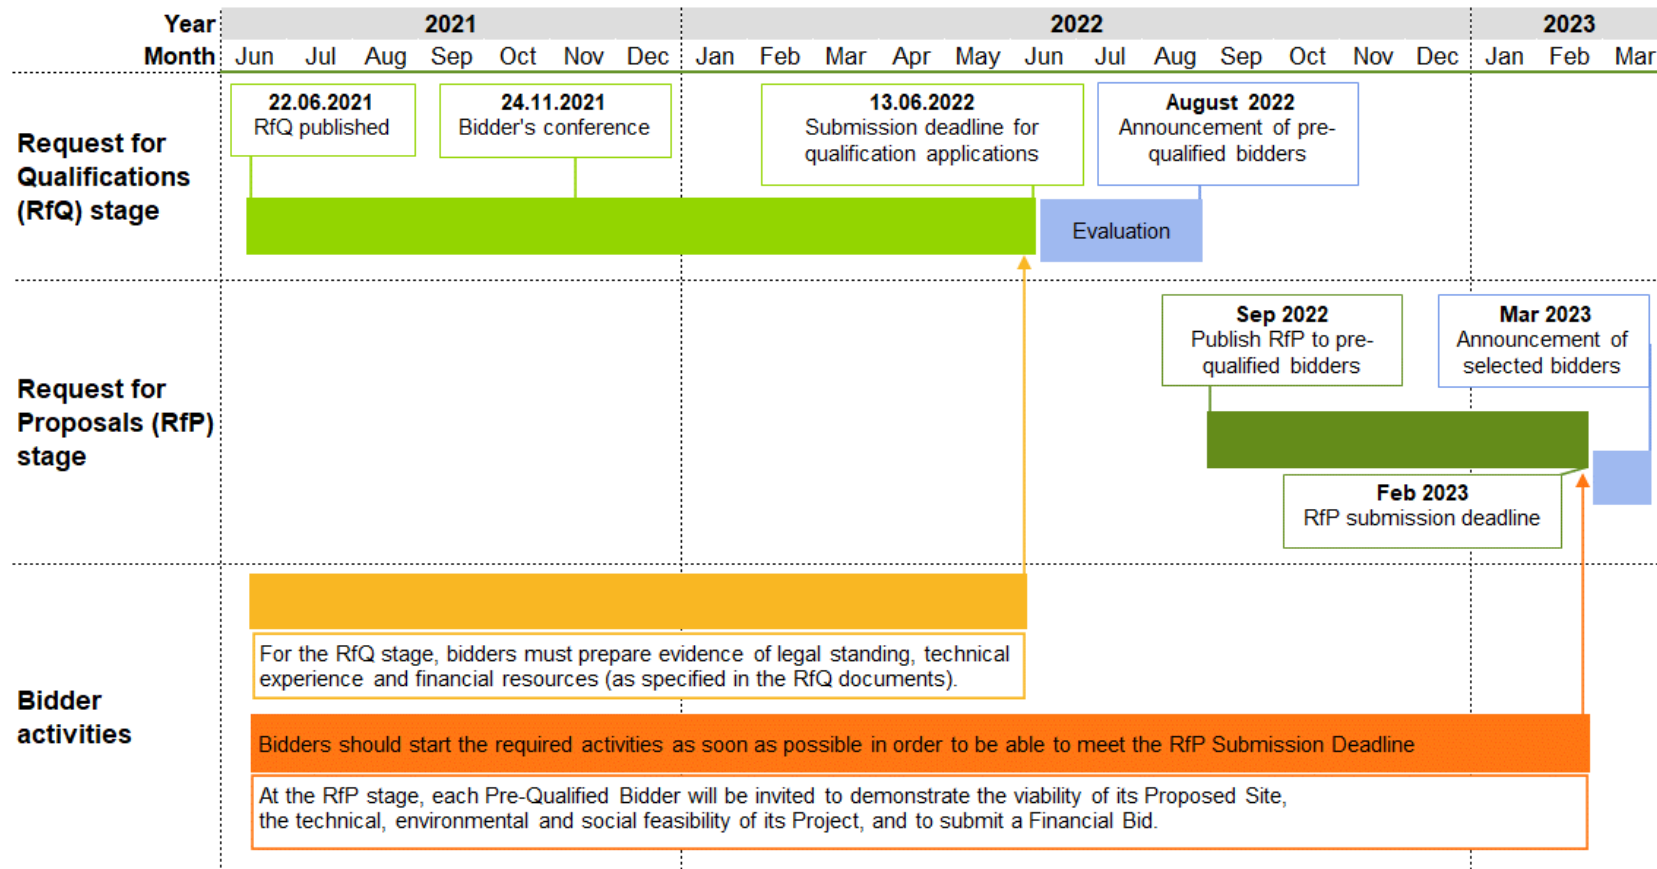 Year 2021 2022 2023
Month Jun Jul Aug Sep Oct Nov Dec Jan Feb Mar Apr May Jun Jul Aug Sep Oct Nov Dec Jan Feb Mar
Request for
Qualifications
(RfQ) stage
22.06.2021
RfQ published
24.11.2021
Bidder's conference
13.06.2022
Submission deadline for
qualification applications
August 2022
Announcement of pre-
qualified bidders
Evaluation
Request for
Proposals (RfP)
stage
Sep 2022
Publish RfP to pre-
qualified bidders
Mar 2023
Announcement of
selected bidders
Feb 2023
RfP submission deadline
Bidder
activities
For the RfQ stage, bidders must prepare evidence of legal standing, technical
experience and financial resources (as specified in the RfQ documents).
Bidders should start the required activities as soon as possible in order to be able to meet the RfP Submission Deadline
At the RfP stage, each Pre-Qualified Bidder will be invited to demonstrate the viability of its Proposed Site,
the technical, environmental and social feasibility of its Project, and to submit a Financial Bid.